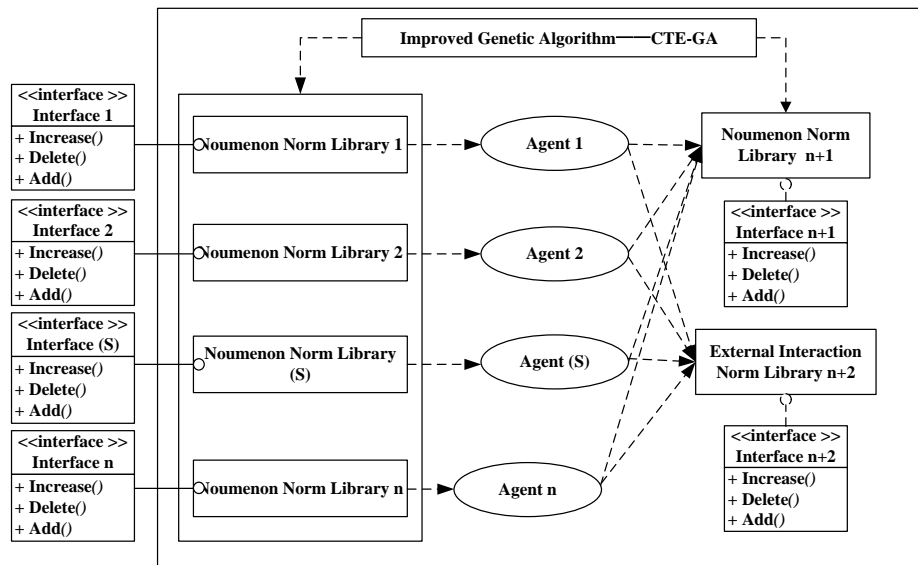 Improved Genetic Algorithm——CTE-GA
<<interface >>
Interface 1
+ Increase()
+ Delete()
+ Add()
<<interface >>
Interface 2
+ Increase()
+ Delete()
+ Add()
<<interface >>
Interface (S)
+ Increase()
+ Delete()
+ Add()
<<interface >>
Interface n
+ Increase()
+ Delete()
+ Add()
Noumenon Norm Library 1
Noumenon Norm Library 2
Noumenon Norm Library
(S)
Noumenon Norm Library n
Agent 1
Agent 2
Agent (S)
Agent n
Noumenon Norm
Library n+1
<<interface >>
Interface n+1
+ Increase()
+ Delete()
+ Add()
External Interaction
Norm Library n+2
<<interface >>
Interface n+2
+ Increase()
+ Delete()
+ Add()